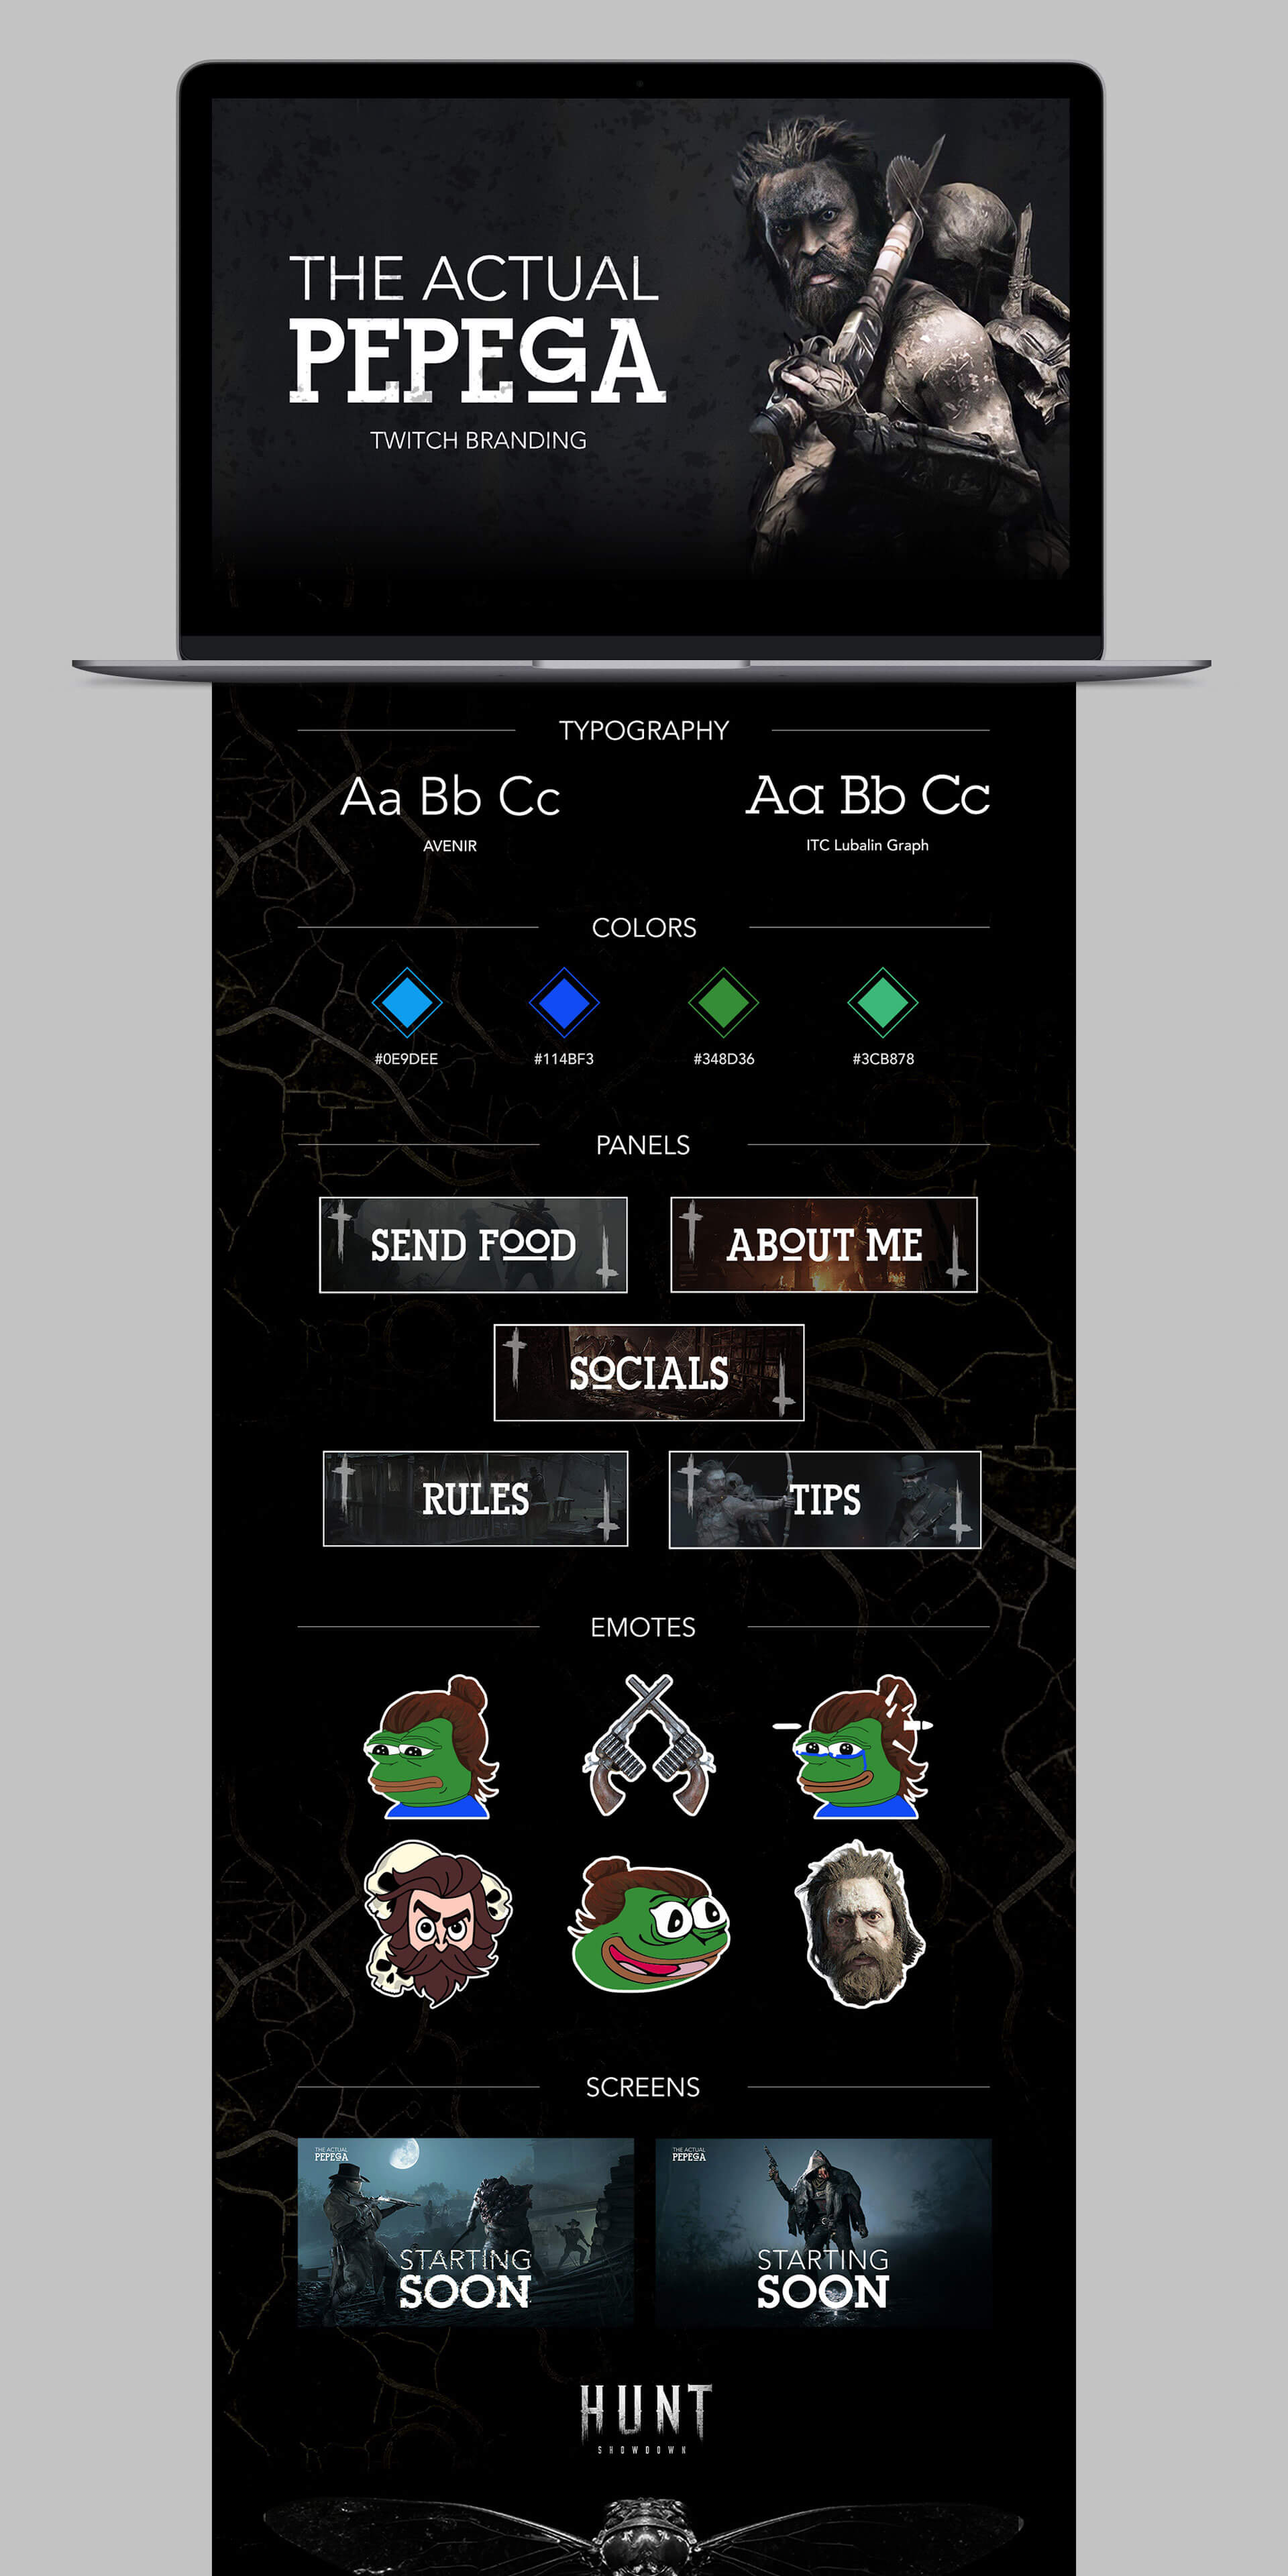 THE ACTUAL
PEPEGA
TWITCH BRANDING
TYPOGRAPHY
Aa Bb Cc
AVENIR
Aa Bb Cc
ITC Lubalin Graph
COLORS
#0E9DEE
#114BF3
#348D36
#3CB878
PANELS
SEND FOOD
ABOUT ME
SOCIALS
RULES
TIPS
EMOTES
SCREENS
THE ACTUAL
PEPEGA
STARTING
SOON
THE ACTUAL
PEPEGA
STARTING
SOON
HUNT
SHOWDOWN